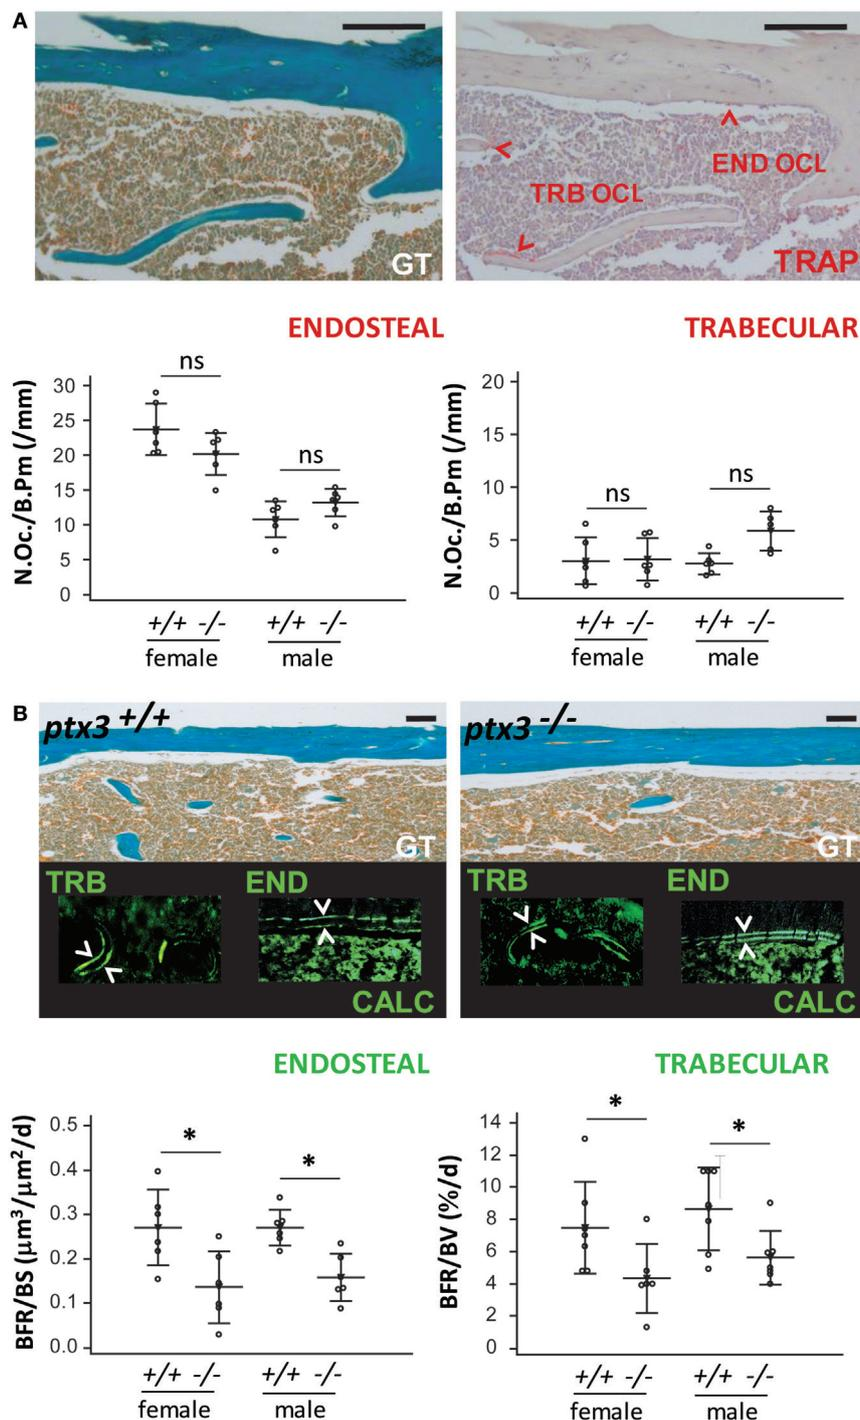 A
GT
END OCL
TRB OCL
TRAP
ENDOSTEAL
N.Oc./B.Pm (/mm)
30
25
20
15
10
5
0
ns
ns
+/+ -/- +/+ -/-
female male
TRABECULAR
N.Oc./B.Pm (/mm)
20
15
10
5
0
ns
ns
+/+ -/- +/+ -/-
female male
B
ptx3 +/+
GT
TRB END
CALC
ptx3 -/-
GT
TRB END
CALC
ENDOSTEAL
BFR/BS (µm³/µm²/d)
0.5
0.4
0.3
0.2
0.1
0.0
*
*
+/+ -/- +/+ -/-
female male
TRABECULAR
BFR/BV (%/d)
14
12
10
8
6
4
2
0
*
*
+/+ -/- +/+ -/-
female male